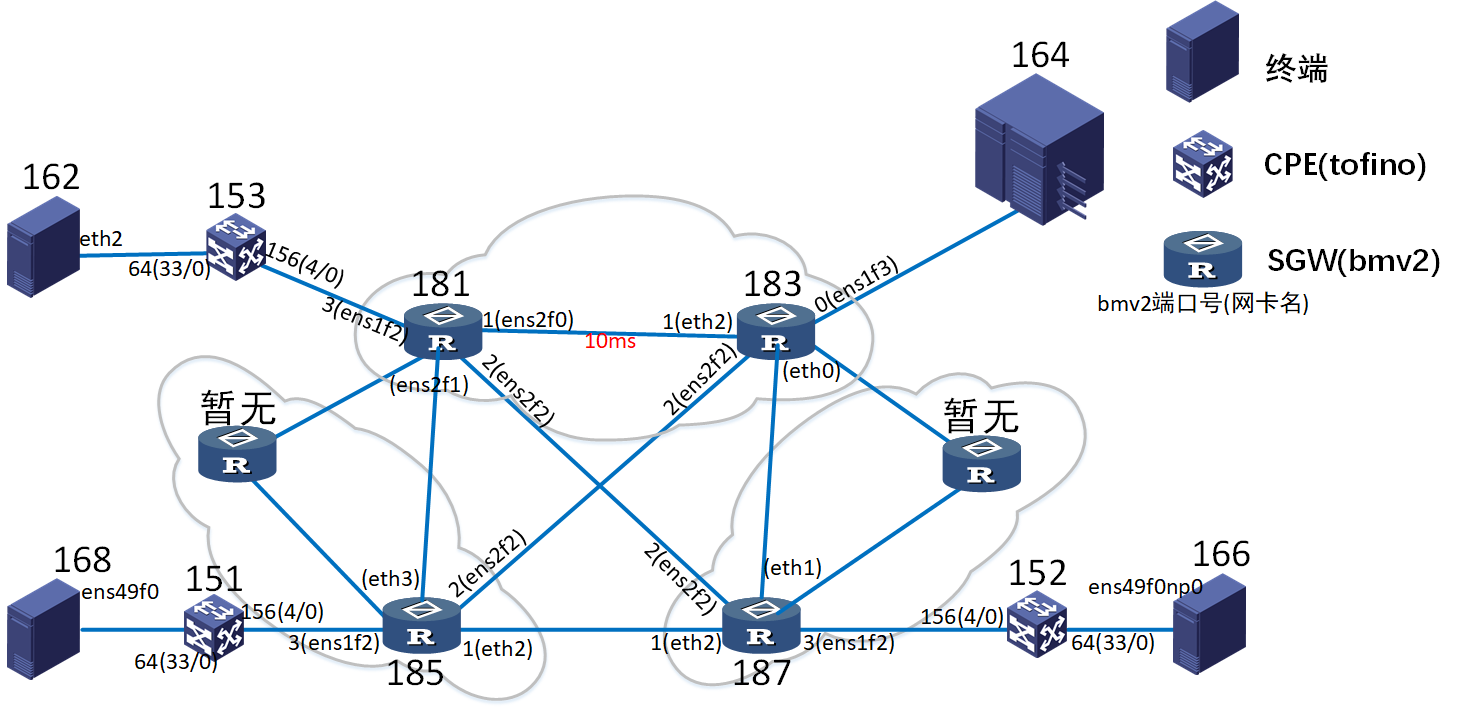 164
终端
162
153
CPE(tofino)
eth2
64(33/0)
156(4/0)
3(ens1f2)
181
183
0(ens1f3)
SGW(bmv2)
R
bmv2端口号(网卡名)
1(ens2f0)
10ms
1(eth2)
R
R
(ens2f1)
2(ens2f2)
2(ens2f2)
(eth0)
暂无
R
暂无
R
168
ens49f0
151
156(4/0)
64(33/0)
3(ens1f2)
(eth3)
2(ens2f2)
R
1(eth2)
185
2(ens2f2)
(eth1)
1(eth2)
R
3(ens1f2)
187
152
156(4/0)
64(33/0)
ens49f0np0
166